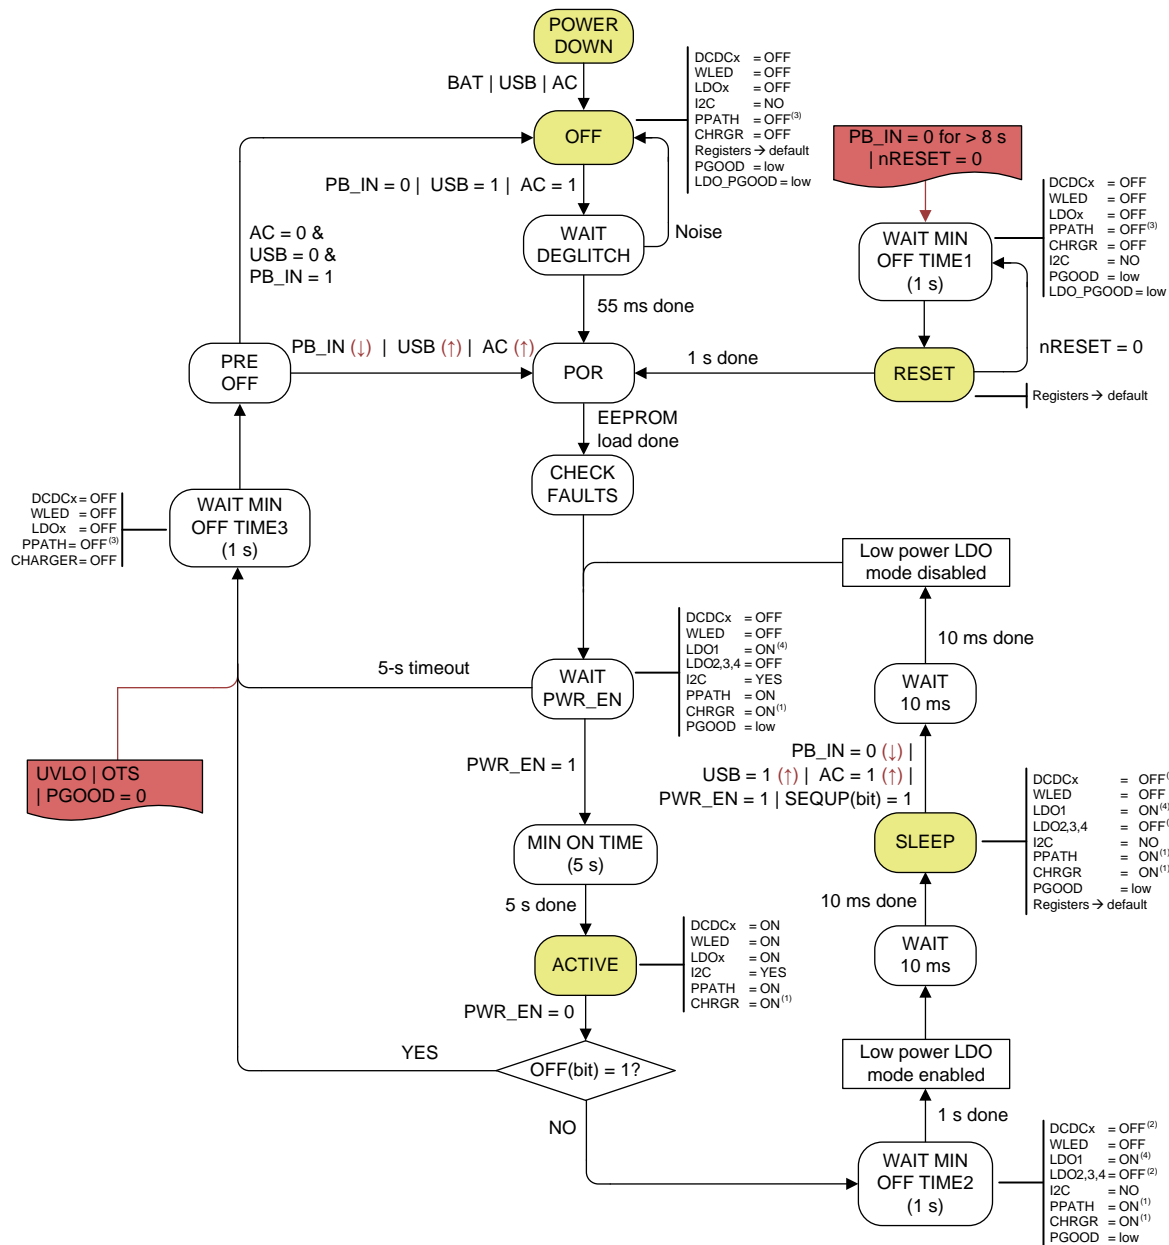 POWER
DOWN
BAT | USB | AC
DCDCx = OFF
WLED = OFF
LDOx = OFF
I2C = NO
PPATH = OFF(3)
CHRGR = OFF
Registers → default
PGOOD = low
LDO_PGOOD = low
OFF
PB_IN = 0 | USB = 1 | AC = 1
WAIT
DEGLITCH
Noise
55 ms done
AC = 0 &
USB = 0 &
PB_IN = 1
PB_IN = 0 for > 8 s
| nRESET = 0
DCDCx = OFF
WLED = OFF
LDOx = OFF
PPATH = OFF(3)
CHRGR = OFF
I2C = NO
PGOOD = low
LDO_PGOOD = low
WAIT MIN
OFF TIME1
(1 s)
nRESET = 0
PRE
OFF
PB_IN (↓) | USB (↑) | AC (↑)
POR
1 s done
RESET
Registers → default
EEPROM
load done
CHECK
FAULTS
DCDCx = OFF
WLED = OFF
LDOx = OFF
PPATH = OFF(3)
CHARGER = OFF
WAIT MIN
OFF TIME3
(1 s)
Low power LDO
mode disabled
10 ms done
5-s timeout
WAIT
PWR_EN
DCDCx = OFF
WLED = OFF
LDO1 = ON(4)
LDO2,3,4 = OFF
I2C = YES
PPATH = ON
CHRGR = ON(1)
PGOOD = low
WAIT
10 ms
UVLO | OTS
| PGOOD = 0
PWR_EN = 1
PB_IN = 0 (↓) |
USB = 1 (↑) | AC = 1 (↑) |
PWR_EN = 1 | SEQUP(bit) = 1
MIN ON TIME
(5 s)
SLEEP
DCDCx = OFF(
WLED = OFF
LDO1 = ON(4)
LDO2,3,4 = OFF(
I2C = NO
PPATH = ON(1)
CHRGR = ON(1)
PGOOD = low
Registers → default
5 s done
10 ms done
ACTIVE
DCDCx = ON
WLED = ON
LDOx = ON
I2C = YES
PPATH = ON
CHRGR = ON(1)
WAIT
10 ms
PWR_EN = 0
YES
OFF(bit) = 1?
Low power LDO
mode enabled
NO
1 s done
WAIT MIN
OFF TIME2
(1 s)
DCDCx = OFF(2)
WLED = OFF
LDO1 = ON(4)
LDO2,3,4 = OFF(2)
I2C = NO
PPATH = ON(1)
CHRGR = ON(1)
PGOOD = low